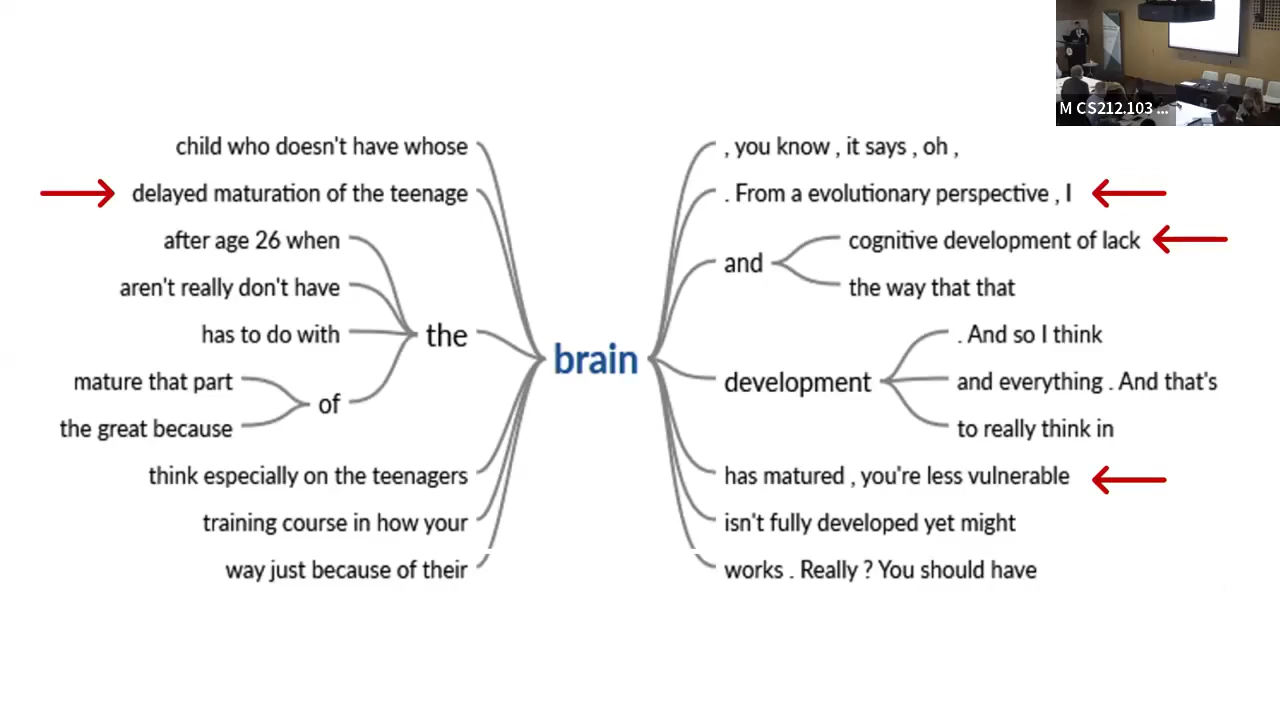 M CS212.103 ...
child who doesn't have whose
delayed maturation of the teenage
after age 26 when
aren't really don't have
has to do with
mature that part
the great because
of
the
think especially on the teenagers
training course in how your
way just because of their
brain
, you know , it says , oh ,
. From a evolutionary perspective , I
and
cognitive development of lack
the way that that
development
. And so I think
and everything . And that's
to really think in
has matured , you're less vulnerable
isn't fully developed yet might
works . Really ? You should have